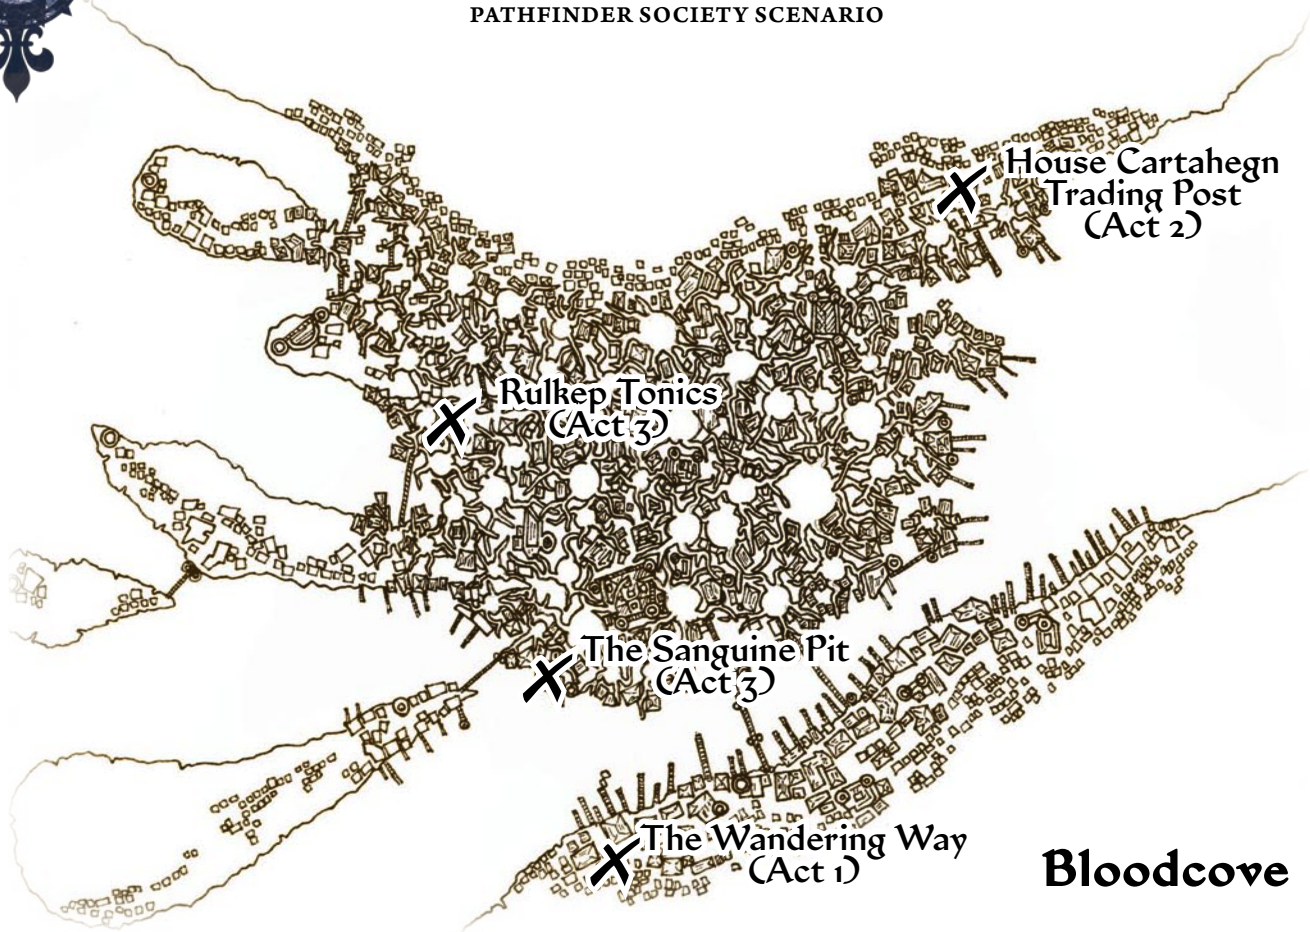 PATHFINDER SOCIETY SCENARIO
House Cartahegn
Trading Post
(Act 2)
Rulkep Tonics
(Act 3)
The Sanguine Pit
(Act 3)
The Wandering Way
(Act 1)
Bloodcove